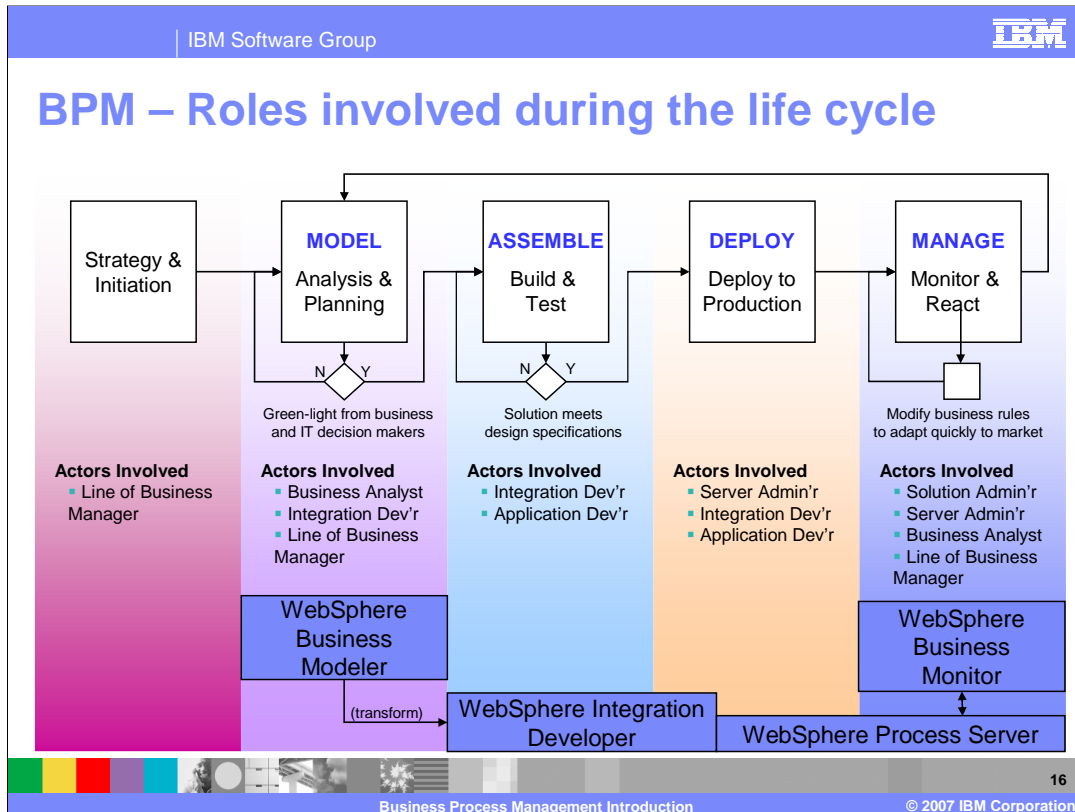 IBM Software Group
IBM
BPM – Roles involved during the life cycle
Strategy &
Initiation
MODEL
Analysis &
Planning
N
Y
Green-light from business
and IT decision makers
ASSEMBLE
Build &
Test
N
Y
Solution meets
design specifications
DEPLOY
Deploy to
Production
MANAGE
Monitor &
React
Modify business rules
to adapt quickly to market
Actors Involved
Line of Business
Manager
Actors Involved
Business Analyst
Integration Dev'r
Line of Business
Manager
Actors Involved
Integration Dev'r
Application Dev'r
Actors Involved
Server Admin'r
Integration Dev'r
Application Dev'r
Actors Involved
Solution Admin'r
Server Admin'r
Business Analyst
Line of Business
Manager
WebSphere
Business
Modeler
(transform)
WebSphere Integration
Developer
WebSphere
Business
Monitor
WebSphere Process Server
16
Business Process Management Introduction
© 2007 IBM Corporation